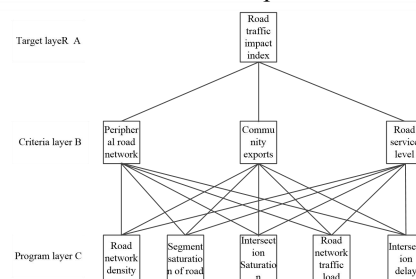 Road
traffic
impact
index
Target layeR A
Criteria layer B
Peripher
al road
network
Commu
nity
exports
Road
service
level
Program layer C
Road
network
density
Segment
saturatio
n of road
Intersect
ion
Saturatio
n
Road
network
traffic
load
Intersec
ion
delay